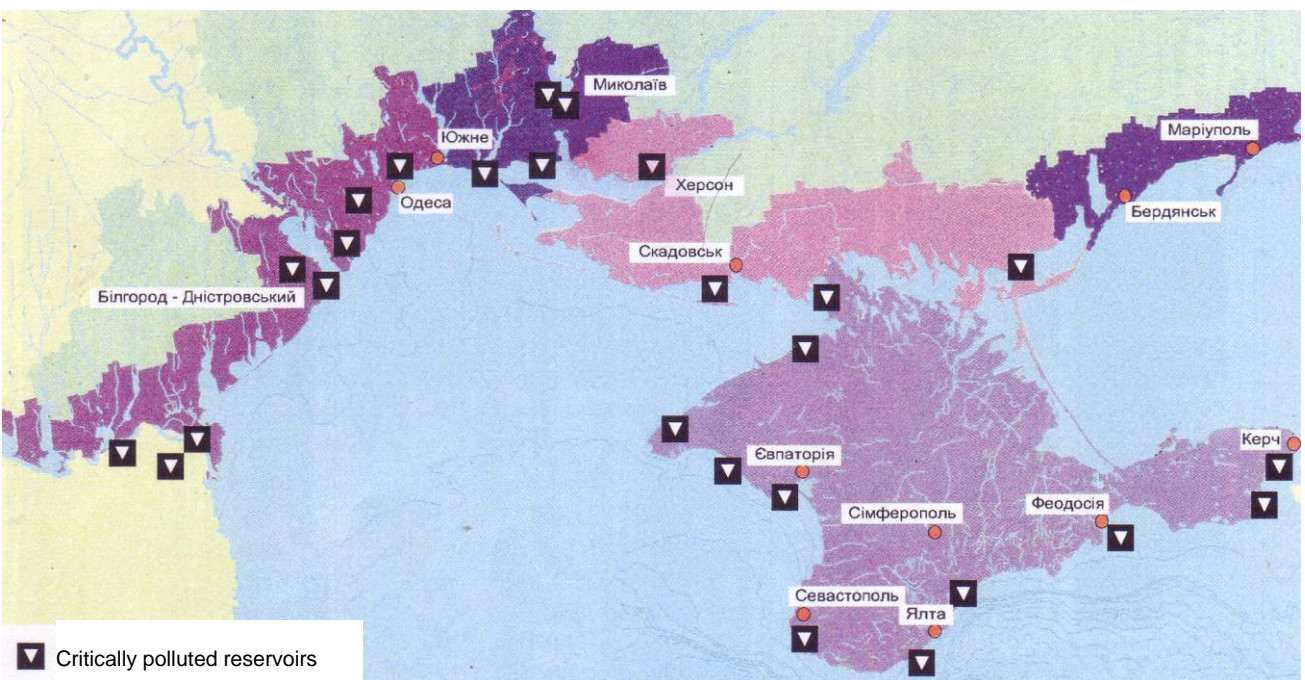 Миколаїв
Маріуполь
Южне
Херсон
Одеса
Бердянськ
Скадовськ
Білгород - Дністровський
Керч
Євпаторія
Феодосія
Сімферополь
Севастополь
Ялта
Critically polluted reservoirs